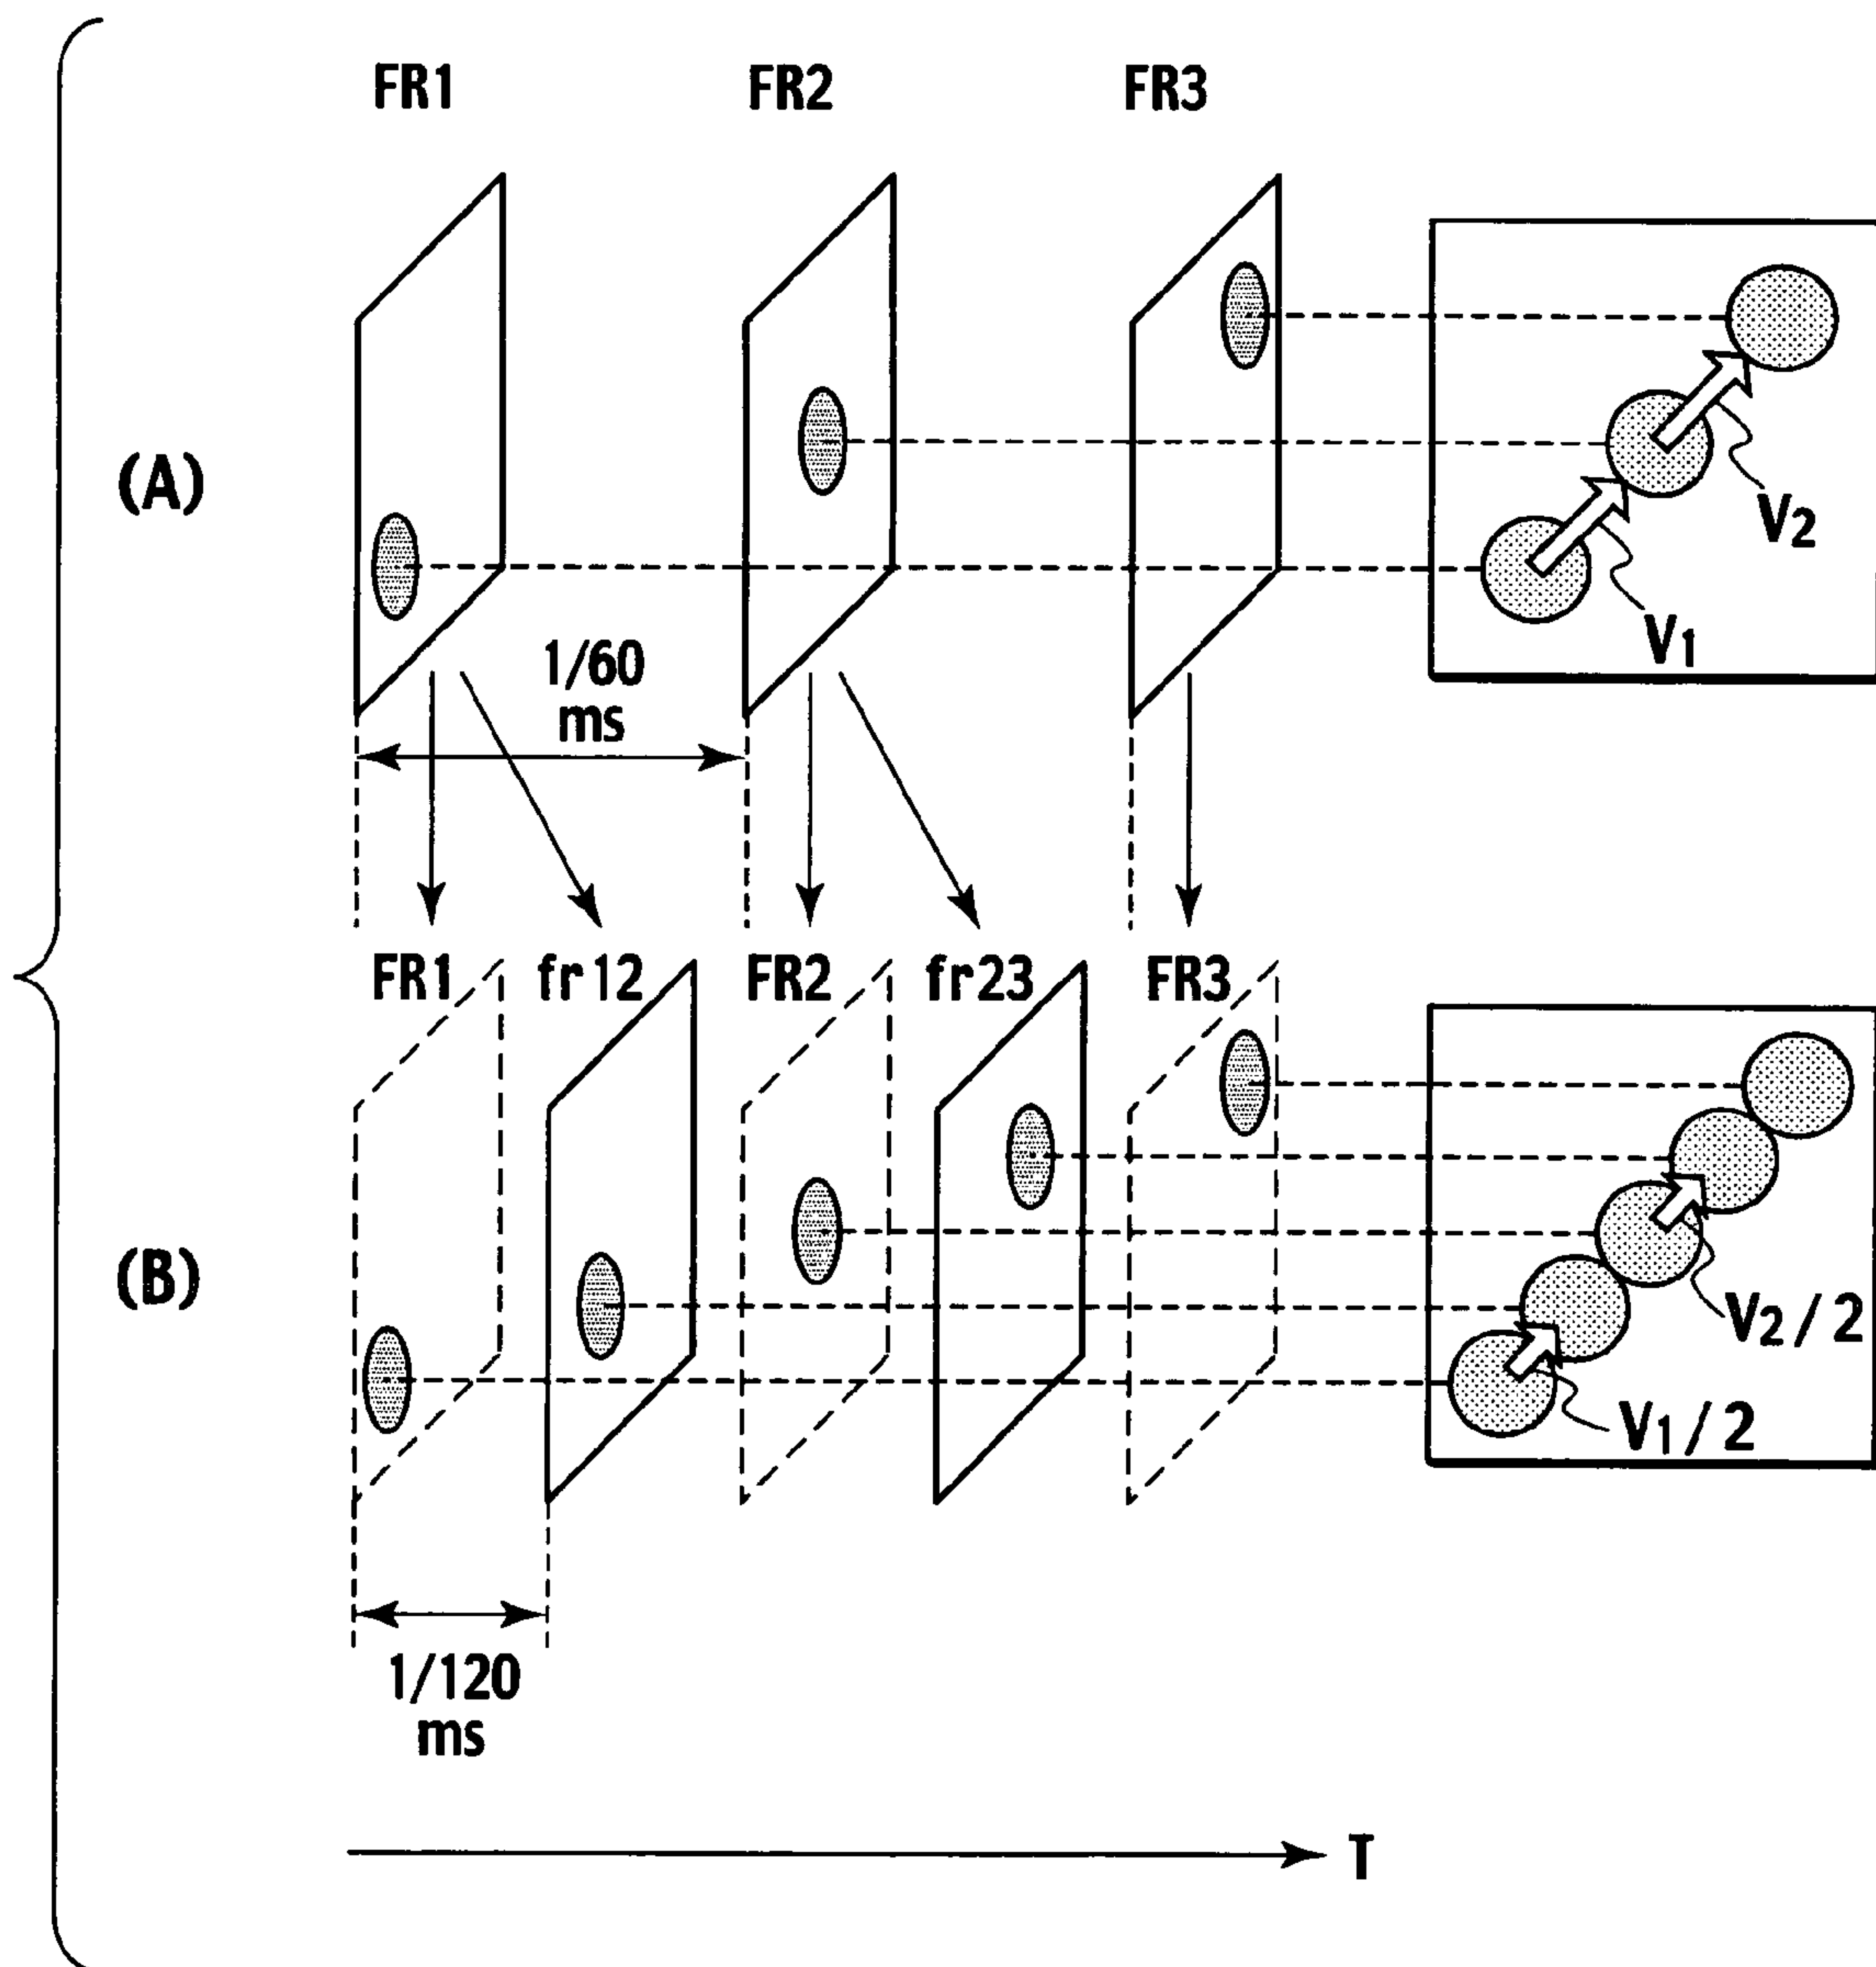 FR1 FR2 FR3
(A)
V2
V1
1/60
ms
FR1 fr12 FR2 fr23 FR3
(B)
V2/2
V1/2
1/120
ms
T